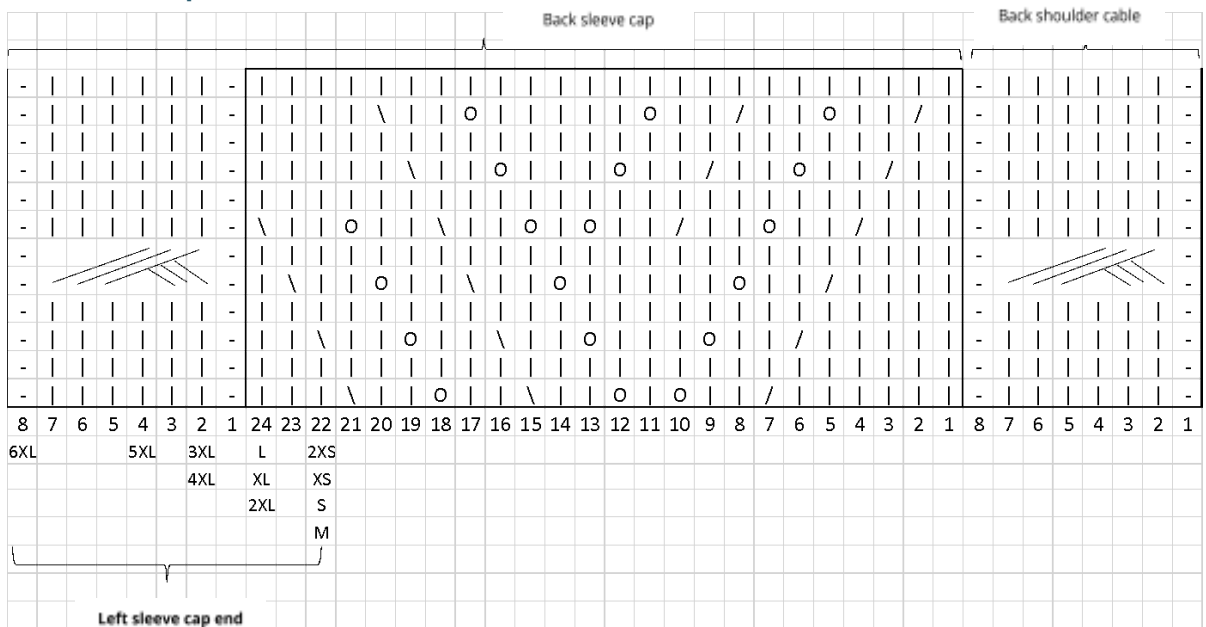 Back sleeve cap
Back shoulder cable
8 7 6 5 4 3 2 1 24 23 22 21 20 19 18 17 16 15 14 13 12 11 10 9 8 7 6 5 4 3 2 1 8 7 6 5 4 3 2 1
6XL 5XL 3XL L 2XS
4XL XL XS
2XL S
M
Left sleeve cap end